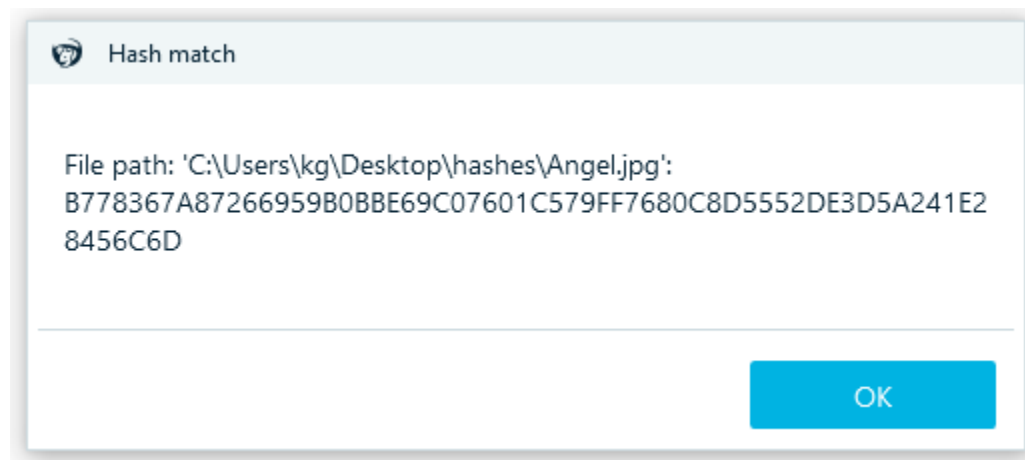 Hash match
File path: 'C:\Users\kg\Desktop\hashes\Angel.jpg':
B778367A87266959B0BBE69C07601C579FF7680C8D5552DE3D5A241E2
8456C6D
OK